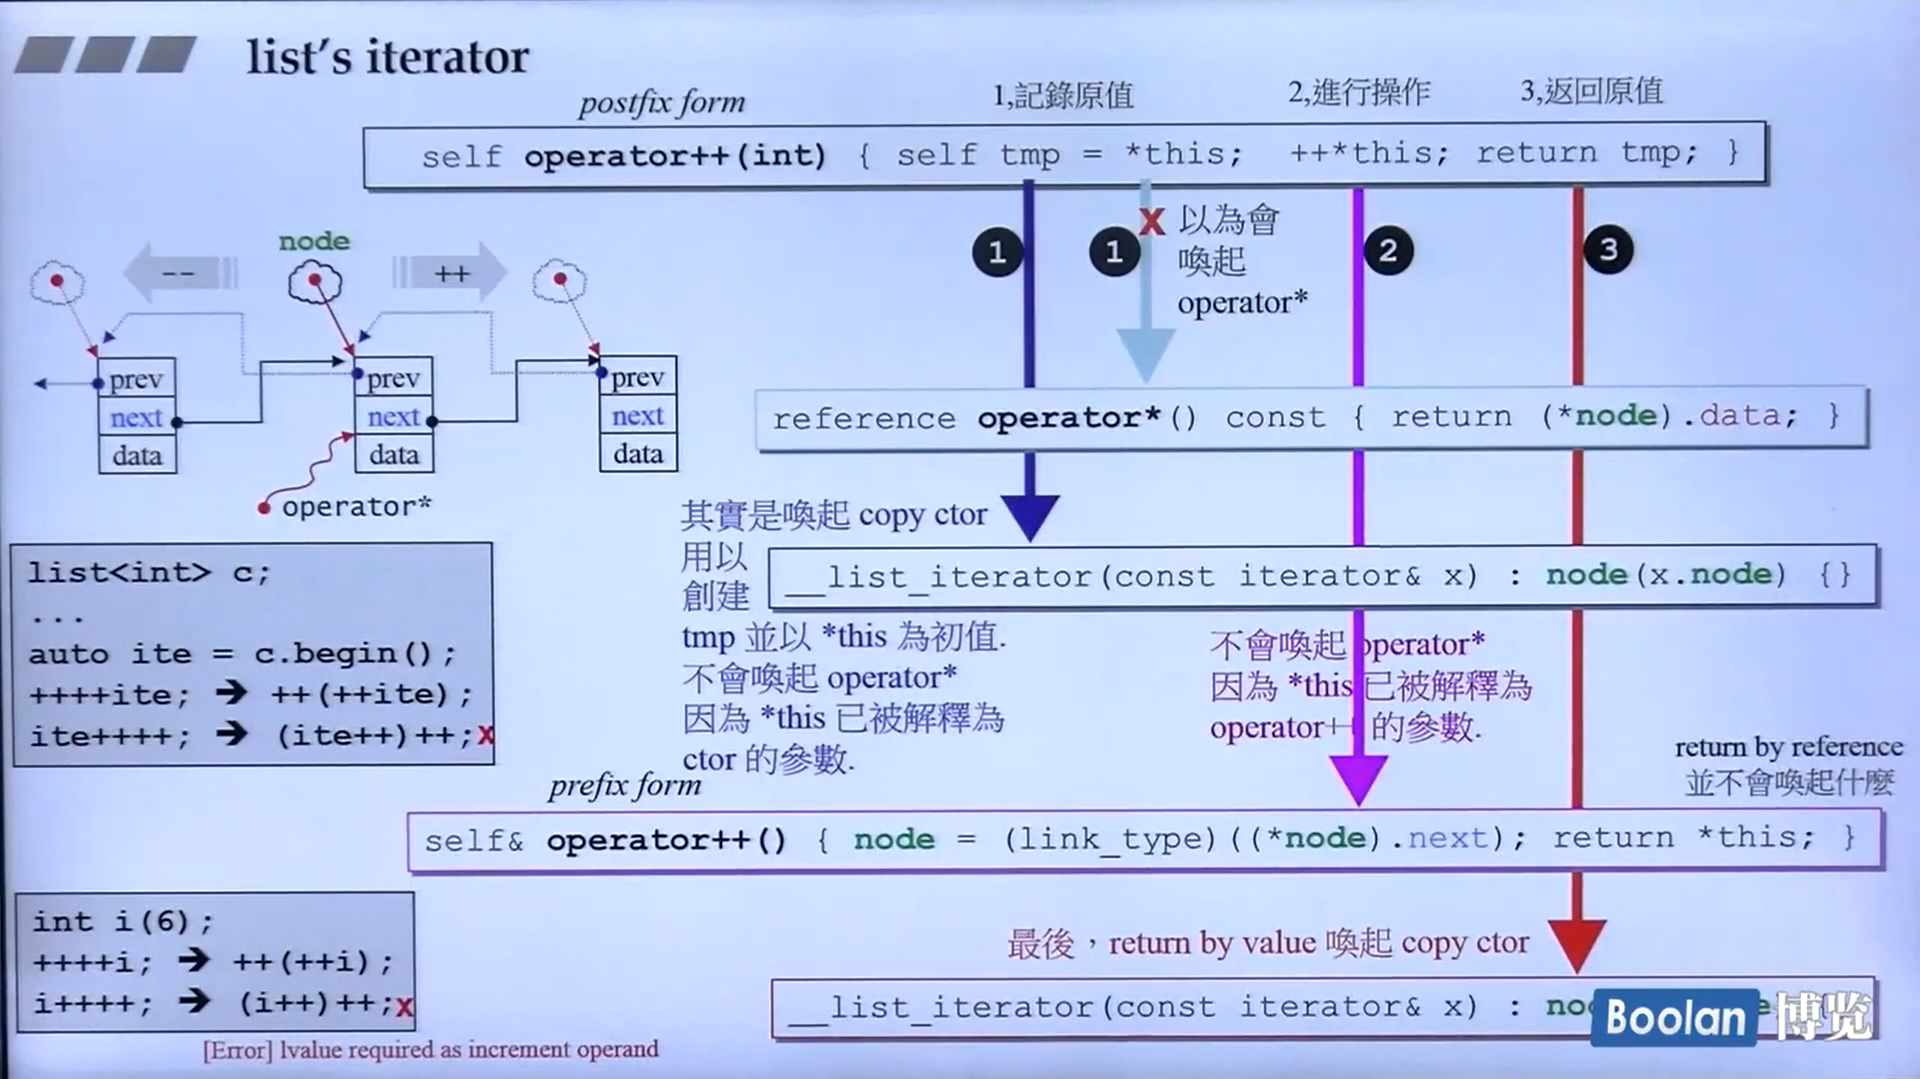 list's iterator
postfix form
1,記錄原值
2,進行操作
3,返回原值
self operator++(int) { self tmp = *this;  ++*this; return tmp; }
1
1
x 以為會
喚起
operator*
2
3
node
--
++
prev
next
data
prev
next
data
prev
next
data
operator*
reference operator*() const { return (*node).data; }
其實是喚起 copy ctor
用以
創建
tmp 並以 *this 為初值.
不會喚起 operator*
因為 *this 已被解釋為
ctor 的參數.
__list_iterator(const iterator& x) : node(x.node) {}
不會喚起 operator*
因為 *this 已被解釋為
operator++ 的參數.
list<int> c;
...
auto ite = c.begin();
++++ite; → ++(++ite);
ite++++; → (ite++)++;x
return by reference
並不會喚起什麼
prefix form
self& operator++() { node = (link_type)((*node).next); return *this; }
int i(6);
++++i; → ++(++i);
i++++; → (i++)++;x
[Error] lvalue required as increment operand
最後，return by value 喚起 copy ctor
__list_iterator(const iterator& x) :
Boolan 博览